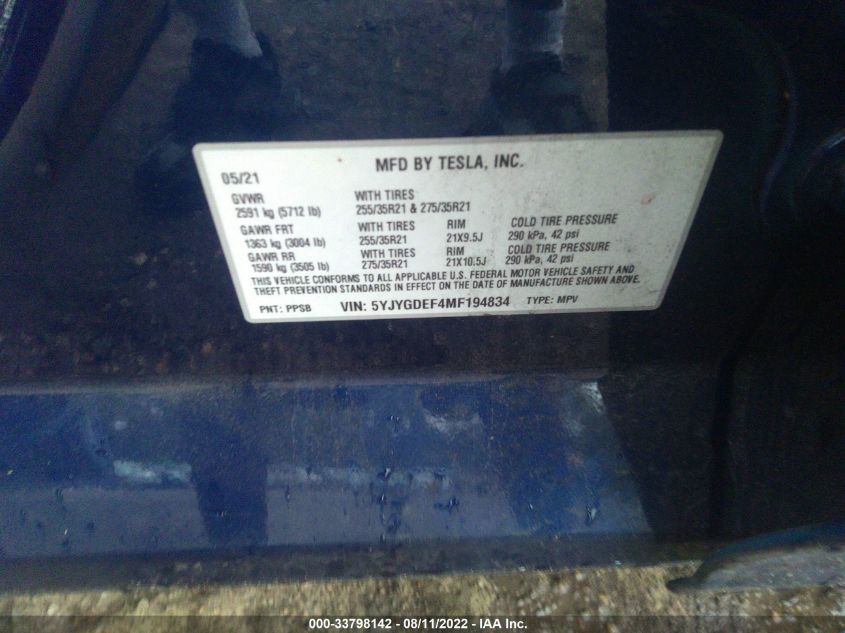 MFD BY TESLA, INC.
05/21
GVWR WITH TIRES
2591 kg (5712 lb) 255/35R21 & 275/35R21
GAWR FRT WITH TIRES RIM COLD TIRE PRESSURE
1363 kg (3004 lb) 255/35R21 21X9.5J 290 kPa, 42 psi
GAWR RR WITH TIRES RIM COLD TIRE PRESSURE
1590 kg (3505 lb) 275/35R21 21X10.5J 290 kPa, 42 psi
THIS VEHICLE CONFORMS TO ALL APPLICABLE U.S. FEDERAL MOTOR VEHICLE SAFETY AND
THEFT PREVENTION STANDARDS IN EFFECT ON THE DATE OF MANUFACTURE SHOWN ABOVE.
PNT: PPSB VIN: 5YJYGDEF4MF194834 TYPE: MPV
000-33798142 - 08/11/2022 - IAA Inc.